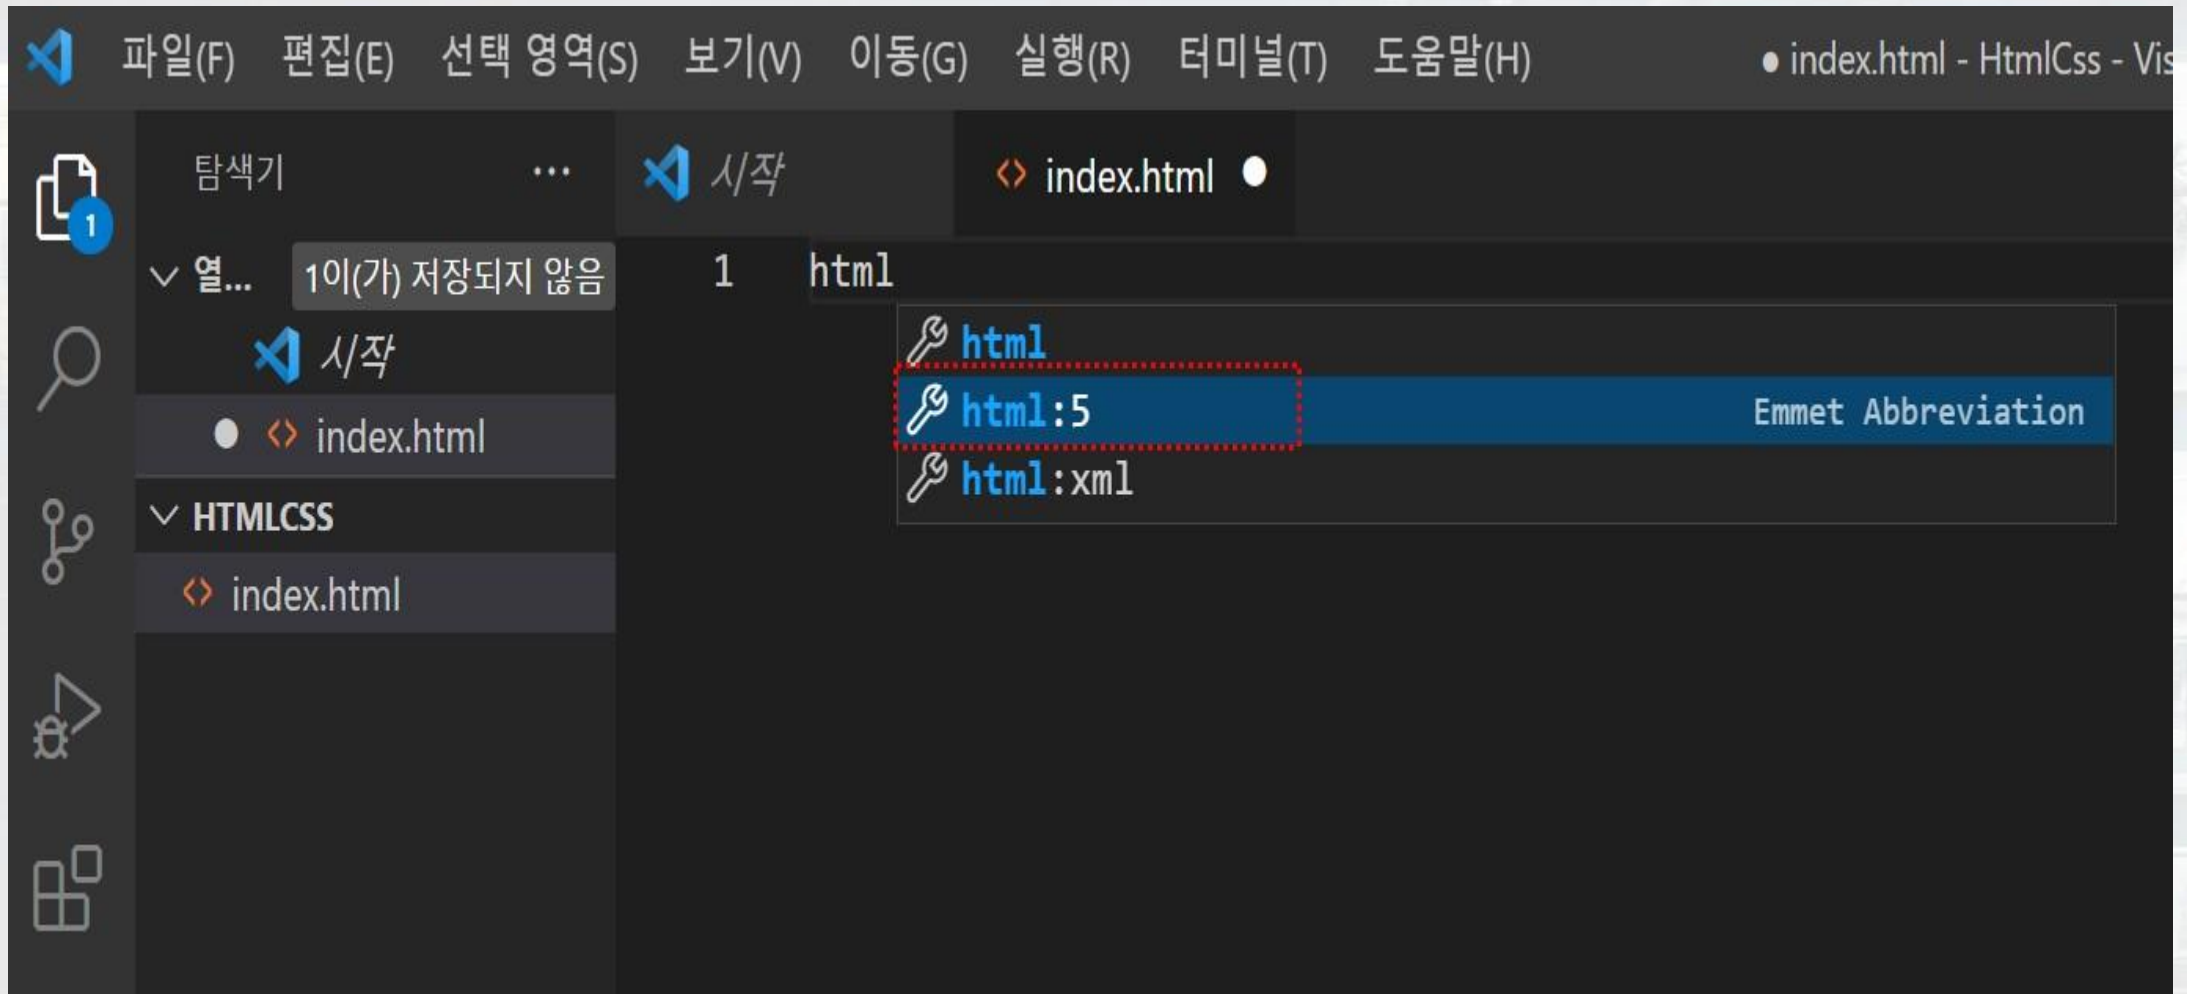 파일(F) 편집(E) 선택 영역(S) 보기(V) 이동(G) 실행(R) 터미널(T) 도움말(H) ● index.html - HtmlCss - Vis
탐색기 ...
시작
index.html ●
1
열... 1이(가) 저장되지 않음
시작
● index.html
HTMLCSS
index.html
1 html
html
html:5 Emmet Abbreviation
html:xml